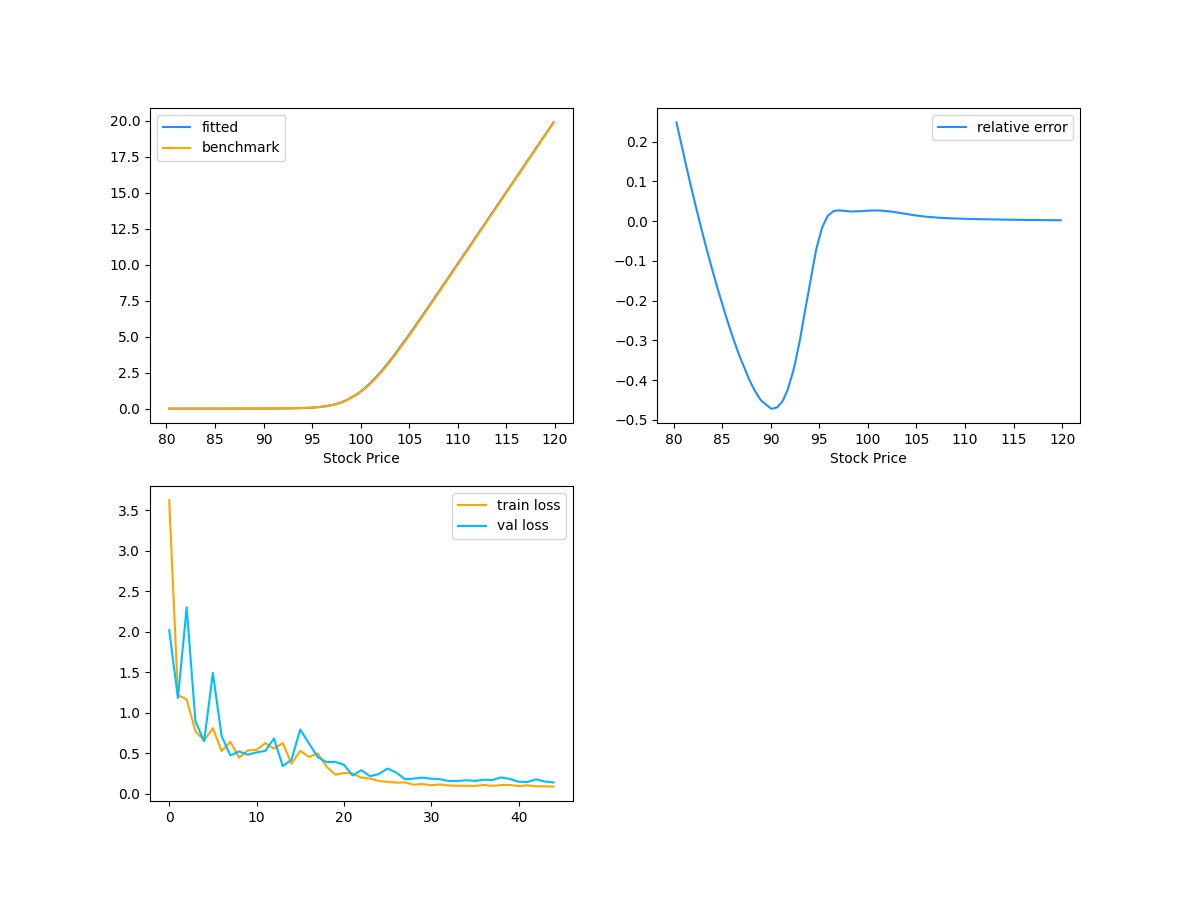 fitted
benchmark
20.0
17.5
15.0
12.5
10.0
7.5
5.0
2.5
0.0
80 85 90 95 100 105 110 115 120
Stock Price
relative error
0.2
0.1
0.0
−0.1
−0.2
−0.3
−0.4
−0.5
80 85 90 95 100 105 110 115 120
Stock Price
train loss
val loss
3.5
3.0
2.5
2.0
1.5
1.0
0.5
0.0
0 10 20 30 40